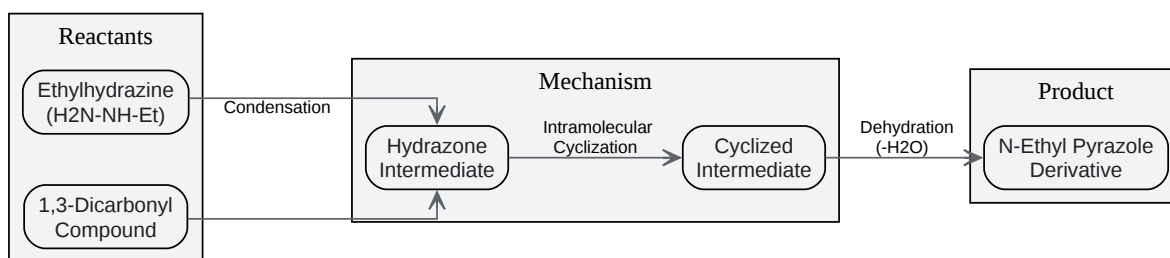 Reactants
Ethylhydrazine
(H2N-NH-Et)
1,3-Dicarbonyl
Compound
Condensation
Mechanism
Hydrazone
Intermediate
Intramolecular
Cyclization
Cyclized
Intermediate
Dehydration
(-H2O)
Product
N-Ethyl Pyrazole
Derivative